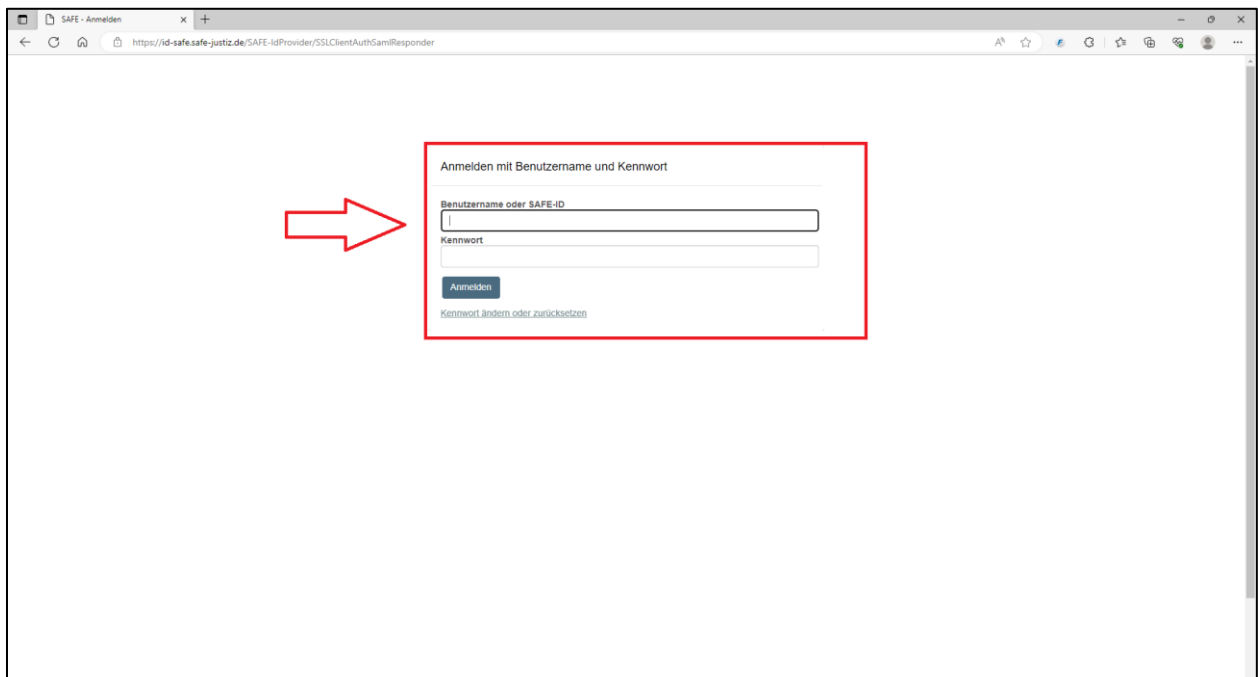 SAFE - Anmelden
https://id-safe.safe-justiz.de/SAFE-IdProvider/SSLClientAuthSamlResponder
Anmelden mit Benutzername und Kennwort
Benutzername oder SAFE-ID
Kennwort
Anmelden
Kennwort ändern oder zurücksetzen